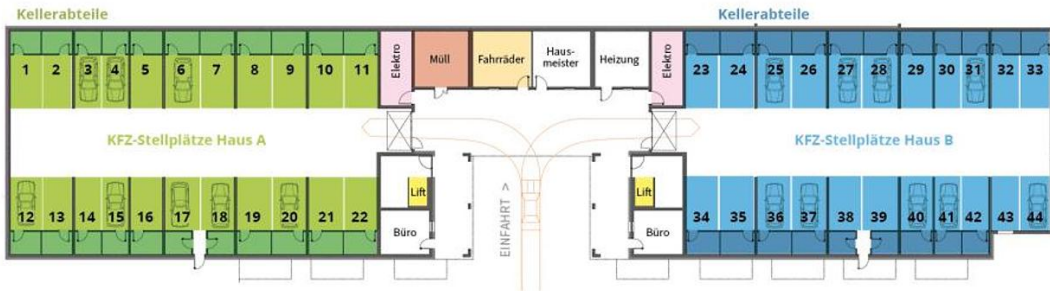 Kellerabteile
Kellerabteile
1 2 3 4 5 6 7 8 9 10 11
Elektro
Müll
Fahrräder
Haus-
meister
Heizung
Elektro
23 24 25 26 27 28 29 30 31 32 33
KFZ-Stellplätze Haus A
KFZ-Stellplätze Haus B
12 13 14 15 16 17 18 19 20 21 22
Lift
Büro
EINFAHRT >
Lift
Büro
34 35 36 37 38 39 40 41 42 43 44